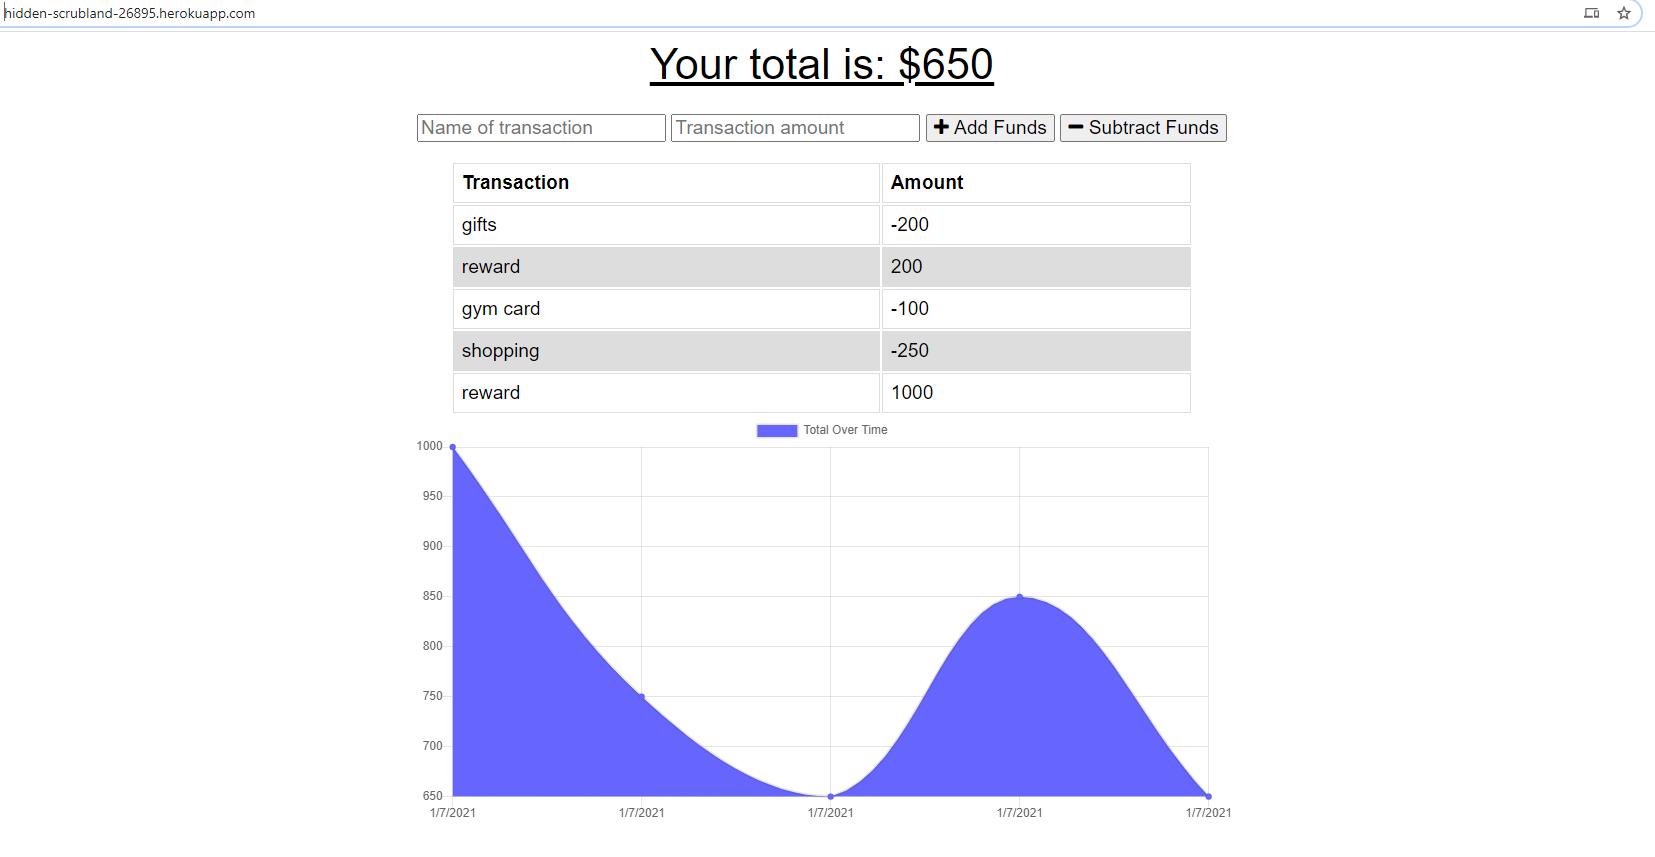 hidden-scrubland-26895.herokuapp.com
Your total is: $650
Name of transaction Transaction amount Add Funds Subtract Funds
Transaction Amount
gifts -200
reward 200
gym card -100
shopping -250
reward 1000
Total Over Time
1000
950
900
850
800
750
700
650
1/7/2021 1/7/2021 1/7/2021 1/7/2021 1/7/2021